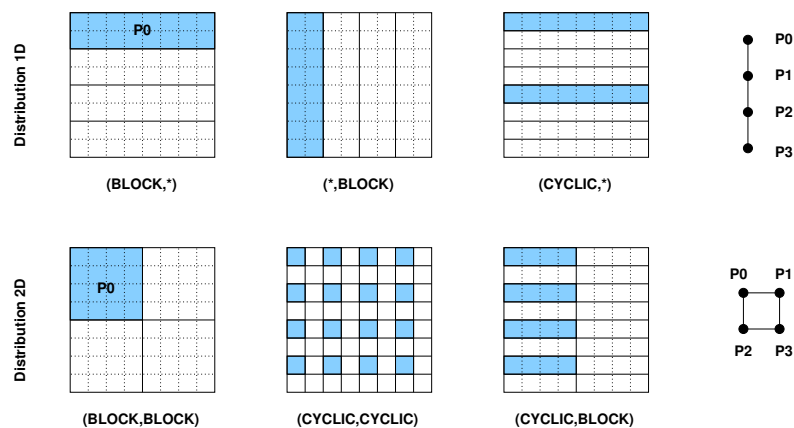 Distribution 1D
P0
(BLOCK,*)
(*,BLOCK)
(CYCLIC,*)
P0
P1
P2
P3
Distribution 2D
P0
(BLOCK,BLOCK)
(CYCLIC,CYCLIC)
(CYCLIC,BLOCK)
P0 P1
P2 P3